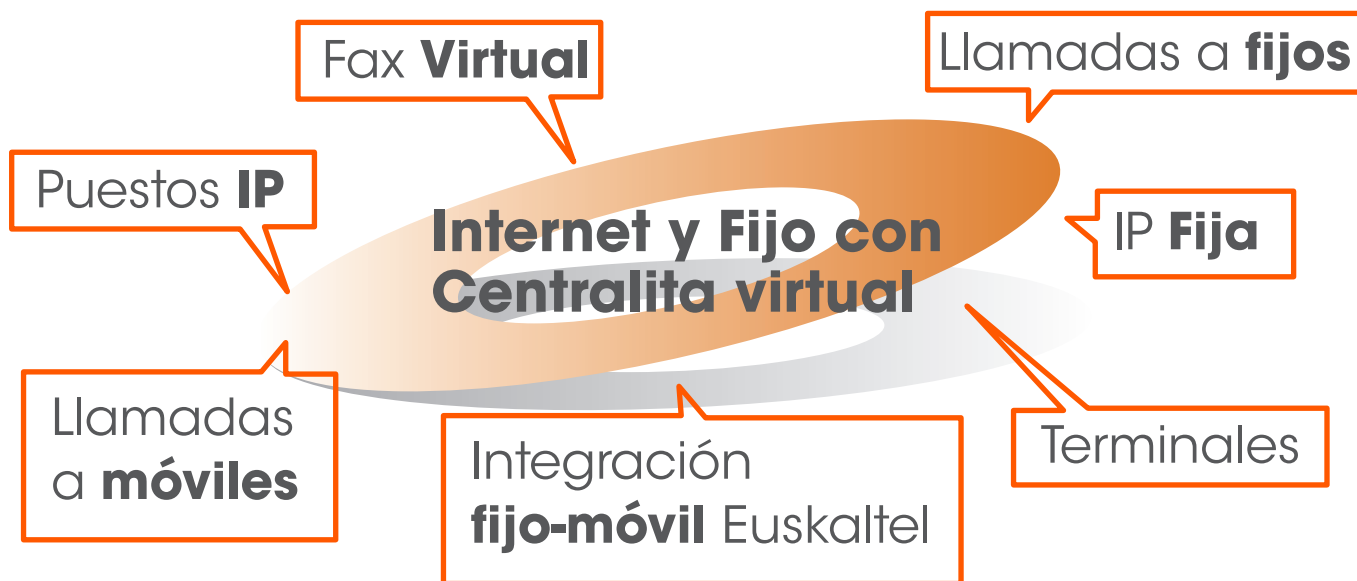 Fax Virtual
Llamadas a fijos
Puestos IP
Internet y Fijo con
Centralita virtual
IP Fija
Llamadas
a móviles
Integración
fijo-móvil Euskaltel
Terminales